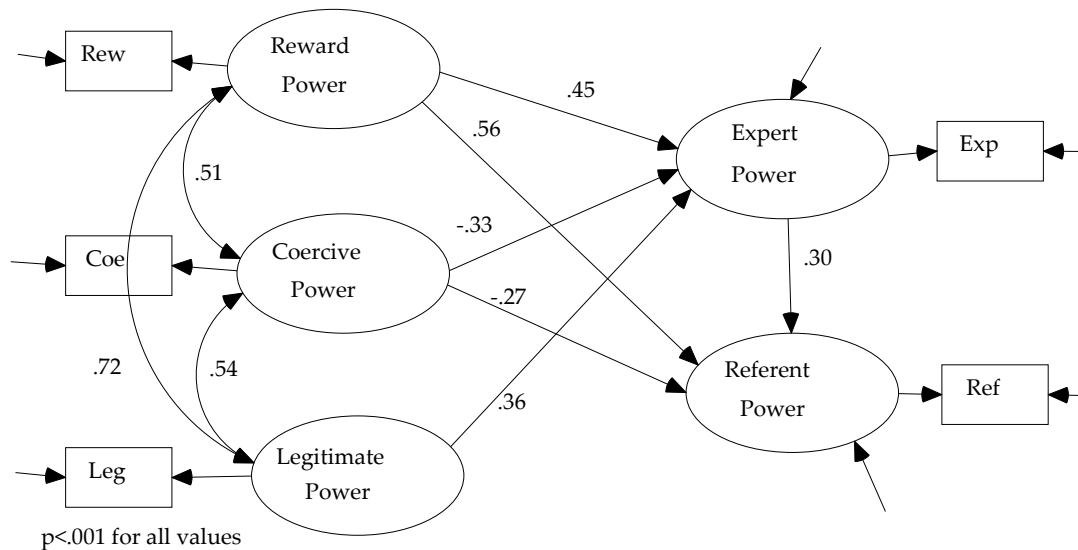 Rew
Reward
Power
.45
.56
Expert
Power
Exp
.51
-.33
Coe
Coercive
Power
.30
-.27
.72
.54
Referent
Power
Ref
.36
Leg
Legitimate
Power
p<.001 for all values